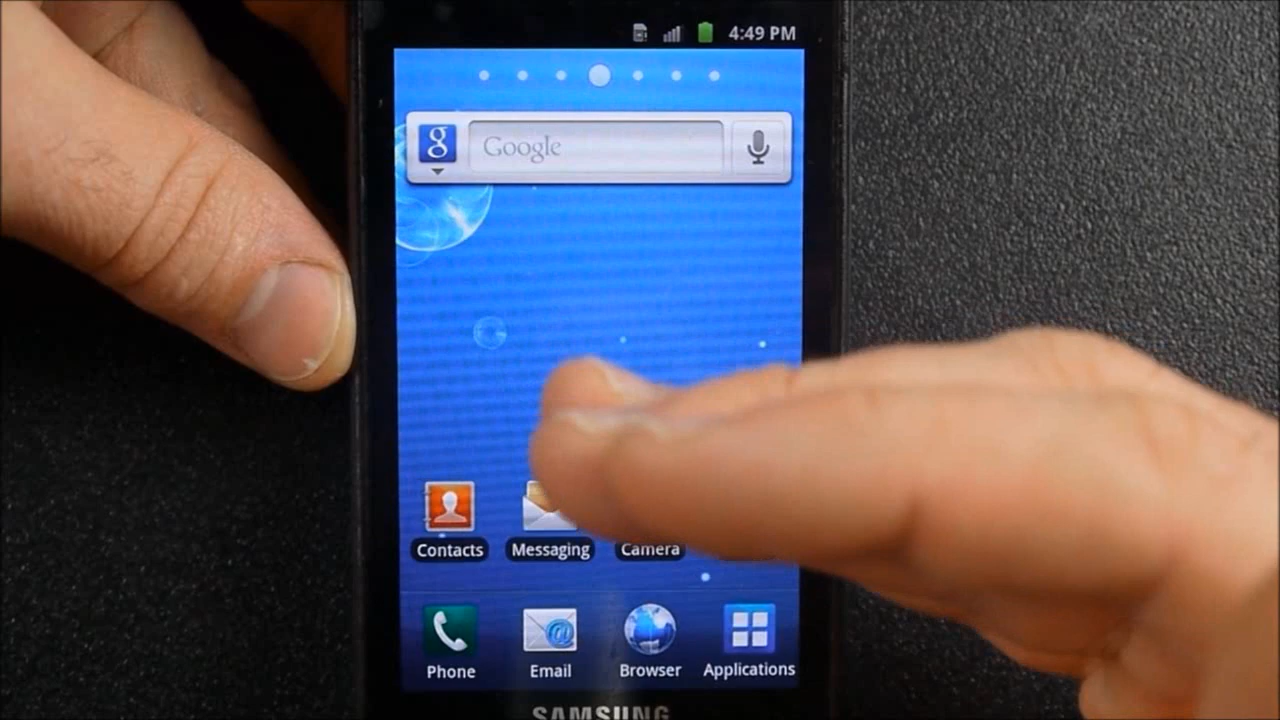 4:49 PM
g
Google
Contacts Messaging Camera
Phone Email Browser Applications
SAMSUNG